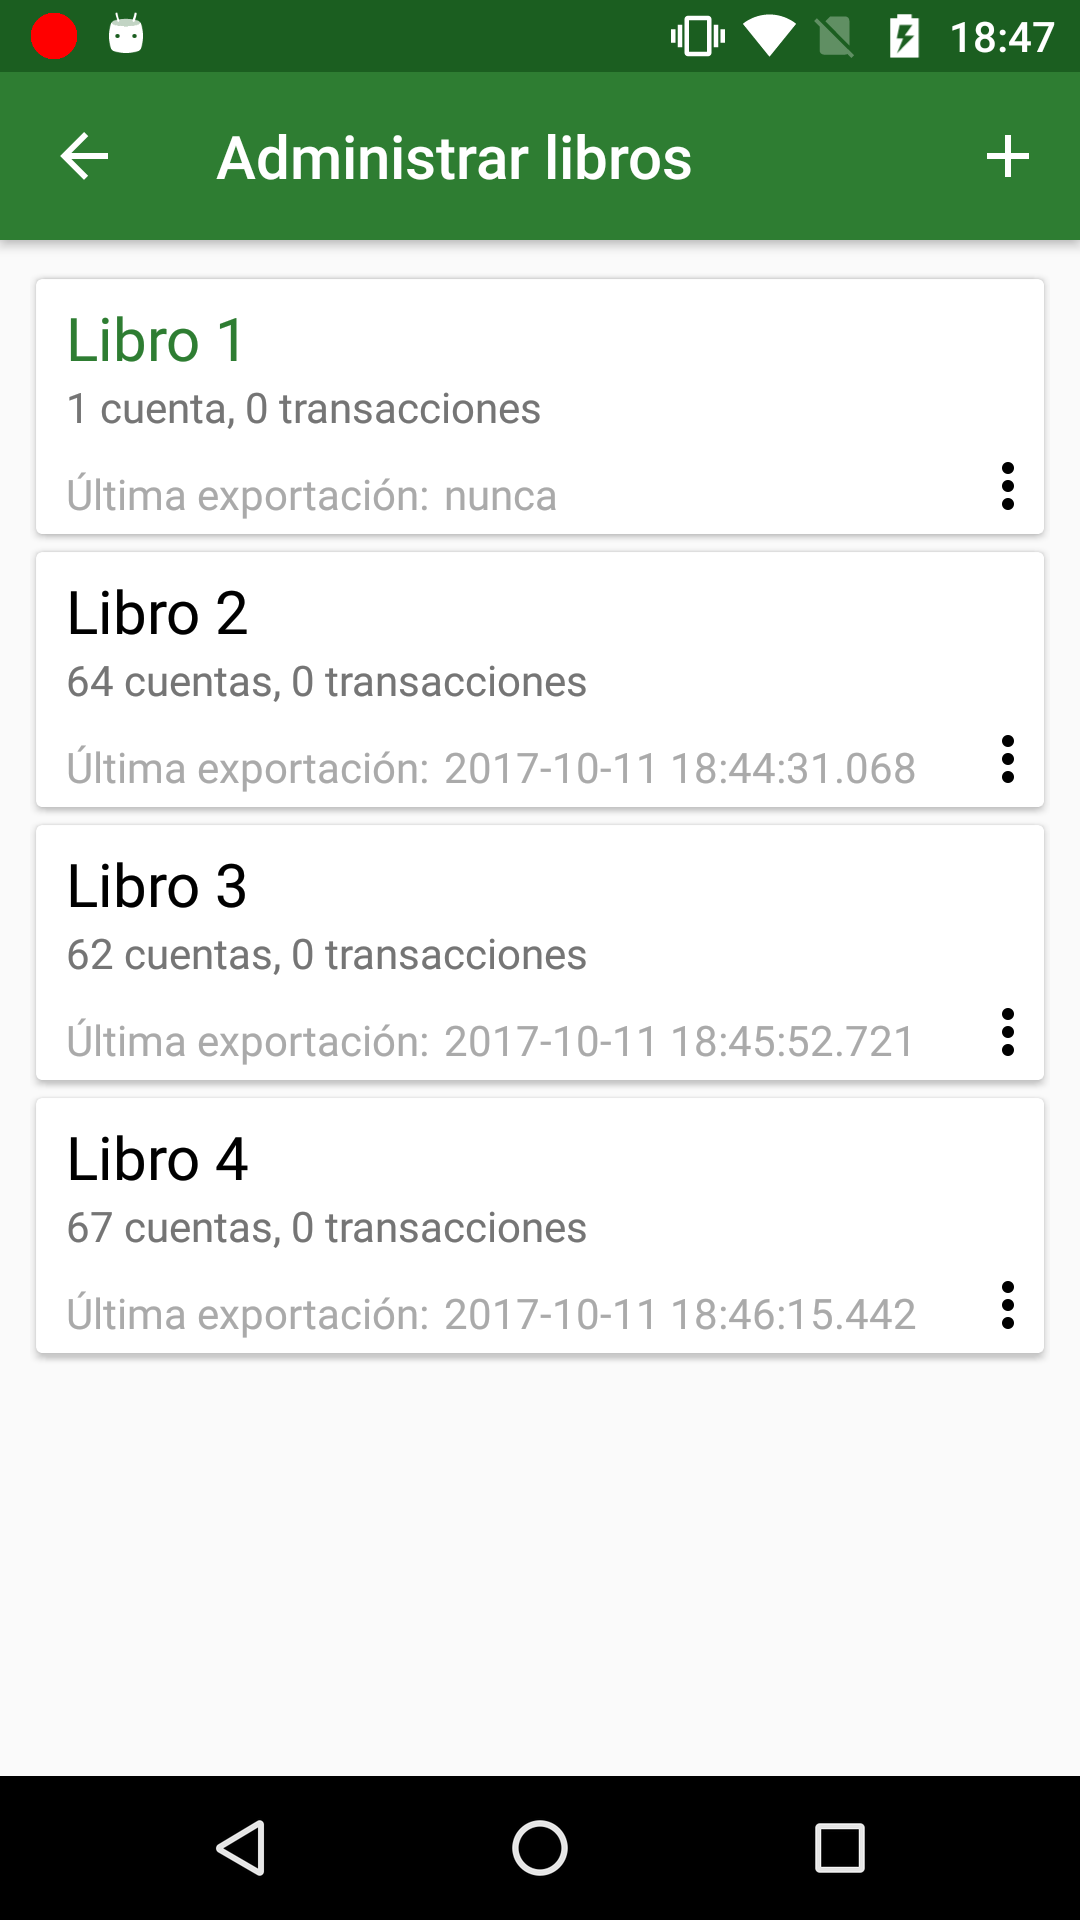 18:47
Administrar libros
Libro 1
1 cuenta, 0 transacciones
Última exportación: nunca
Libro 2
64 cuentas, 0 transacciones
Última exportación: 2017-10-11 18:44:31.068
Libro 3
62 cuentas, 0 transacciones
Última exportación: 2017-10-11 18:45:52.721
Libro 4
67 cuentas, 0 transacciones
Última exportación: 2017-10-11 18:46:15.442